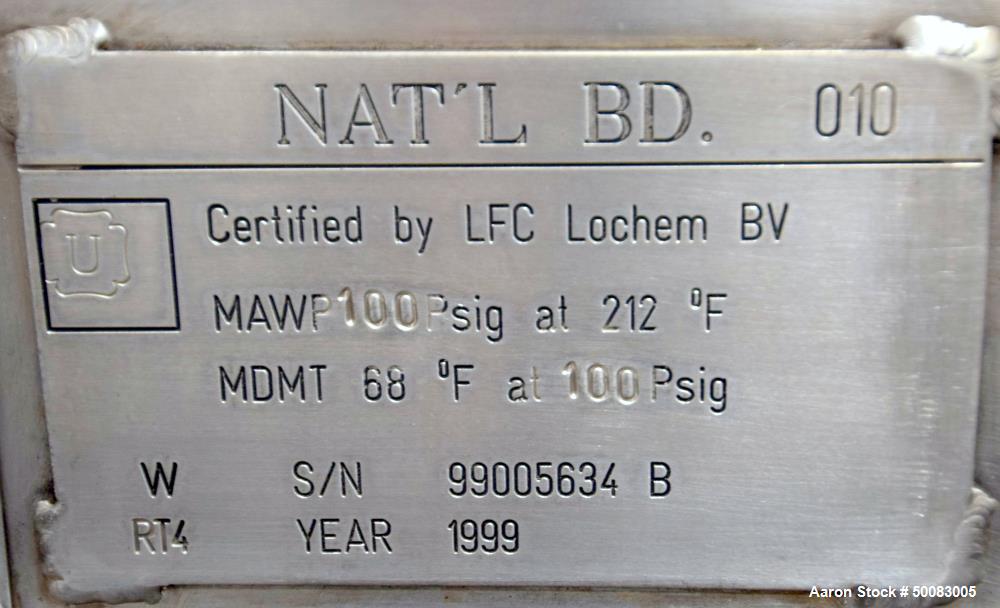 NAT´L BD. 010
U
Certified by LFC Lochem BV
MAWP 100 Psig at 212 °F
MDMT 68 °F at 100 Psig
W S/N 99005634 B
RT4 YEAR 1999
Aaron Stock # 50083005